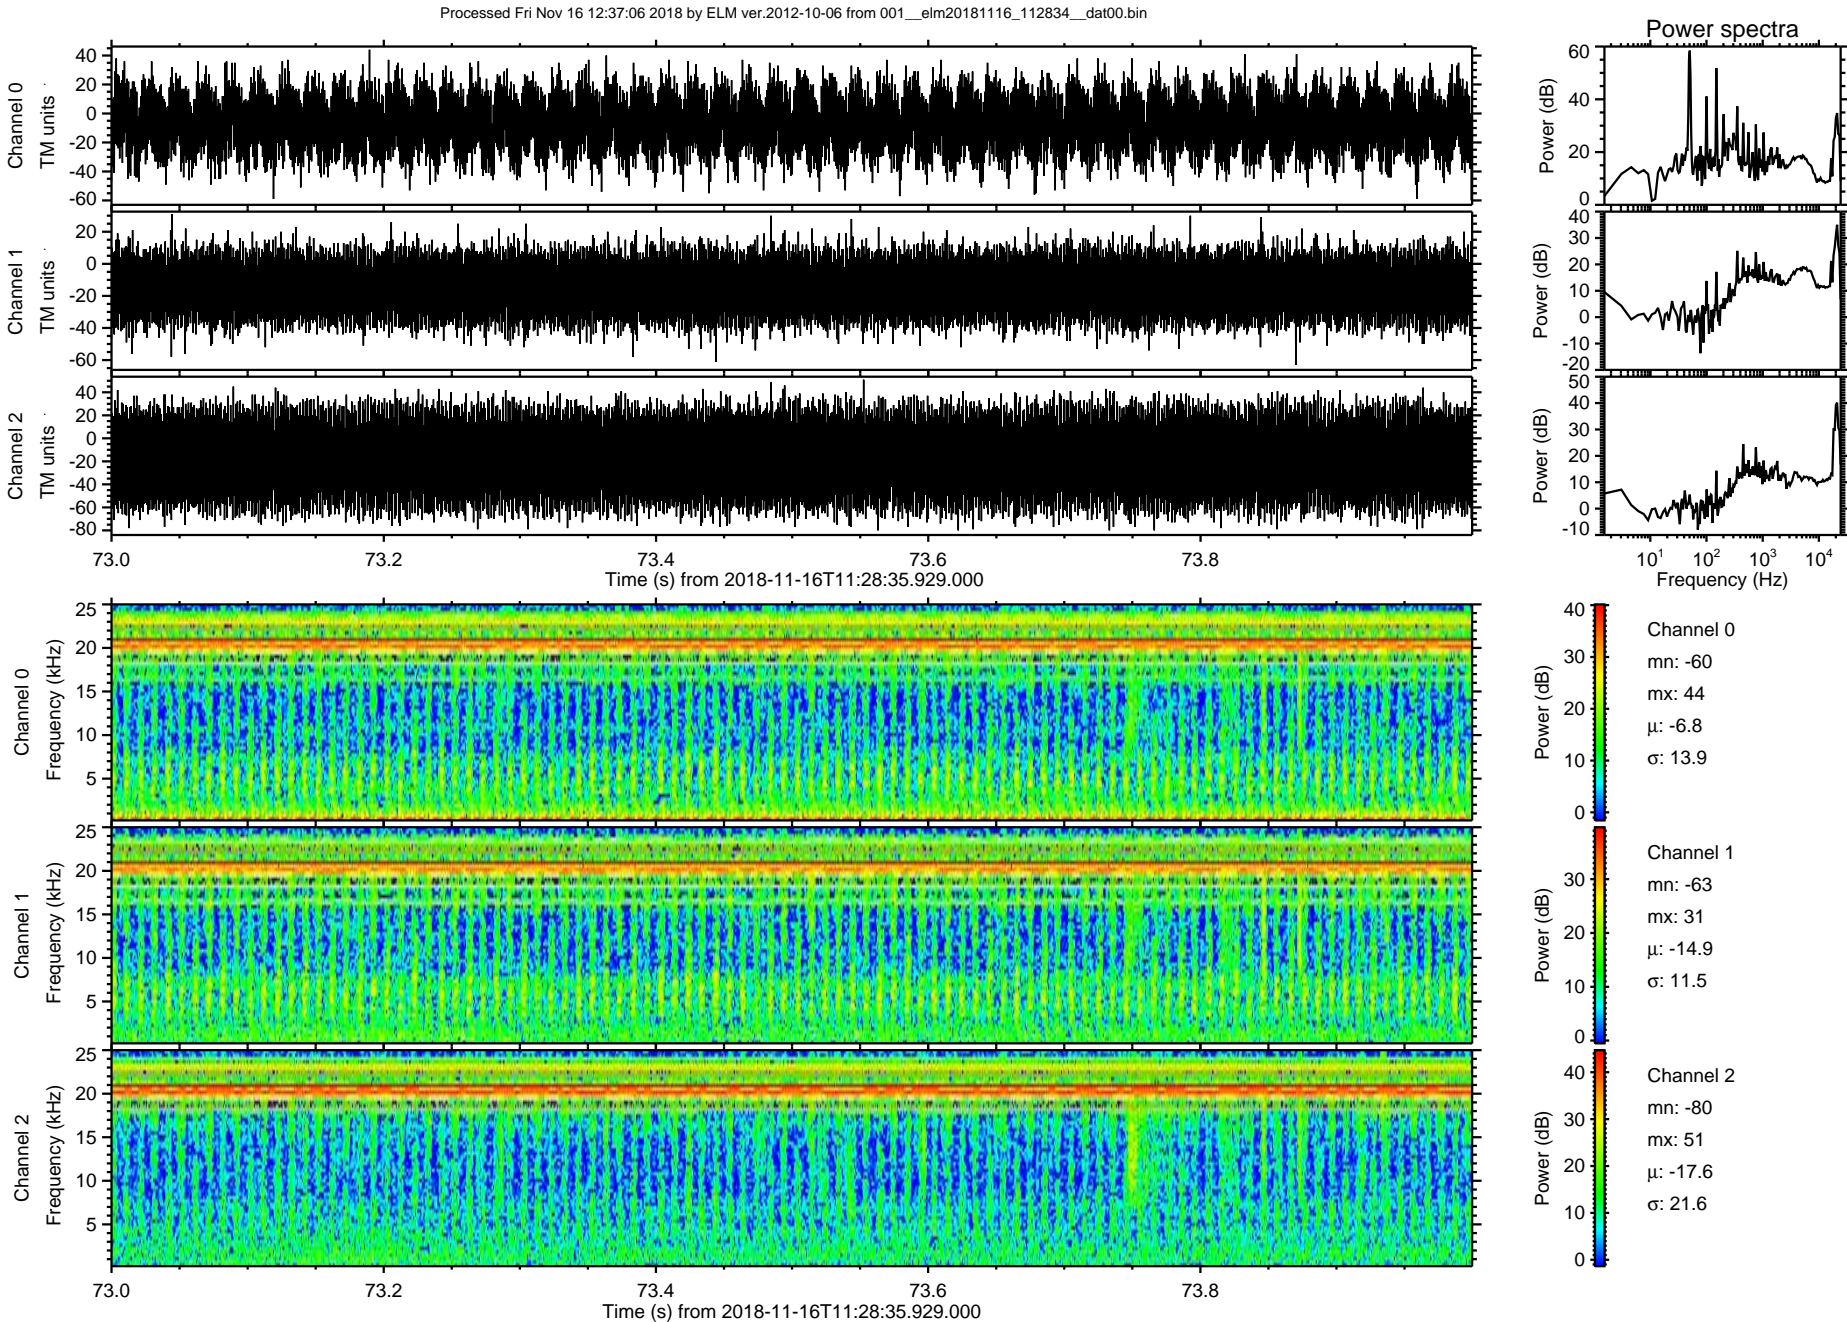 Processed Fri Nov 16 12:37:06 2018 by ELM ver.2012-10-06 from 001__elm20181116_112834__dat00.bin
Power spectra
Channel 0
TM units
40
20
0
-20
-40
-60
Power (dB)
60
40
20
0
Channel 1
TM units
20
0
-20
-40
-60
Power (dB)
40
30
20
10
0
-10
-20
Channel 2
TM units
40
20
0
-20
-40
-60
-80
Power (dB)
50
40
30
20
10
0
-10
73.0 73.2 73.4 73.6 73.8
Time (s) from 2018-11-16T11:28:35.929.000
10¹ 10² 10³ 10⁴
Frequency (Hz)
Channel 0
Frequency (kHz)
25
20
15
10
5
Power (dB)
40
30
20
10
0
Channel 0
mn: -60
mx: 44
μ: -6.8
σ: 13.9
Channel 1
Frequency (kHz)
25
20
15
10
5
Power (dB)
30
20
10
0
Channel 1
mn: -63
mx: 31
μ: -14.9
σ: 11.5
Channel 2
Frequency (kHz)
25
20
15
10
5
Power (dB)
40
30
20
10
0
Channel 2
mn: -80
mx: 51
μ: -17.6
σ: 21.6
73.0 73.2 73.4 73.6 73.8
Time (s) from 2018-11-16T11:28:35.929.000